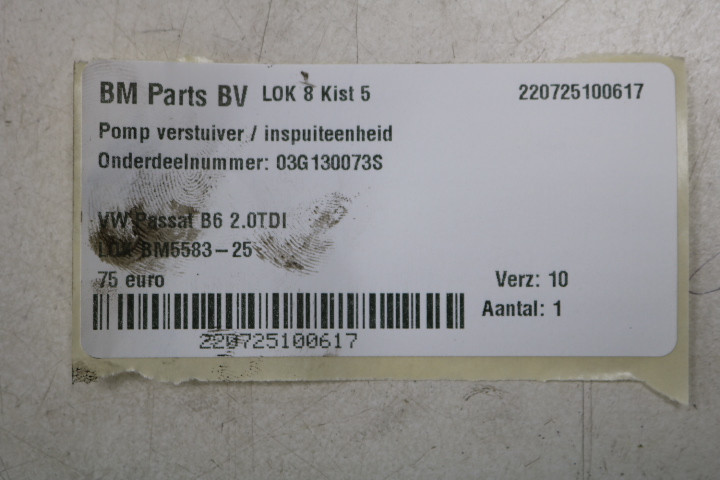 BM Parts BV LOK 8 Kist 5 220725100617
Pomp verstuiver / inspuiteenheid
Onderdeelnummer: 03G130073S
VW Passat B6 2.0TDI
LOK BM5583-25
75 euro Verz: 10
Aantal: 1
220725100617